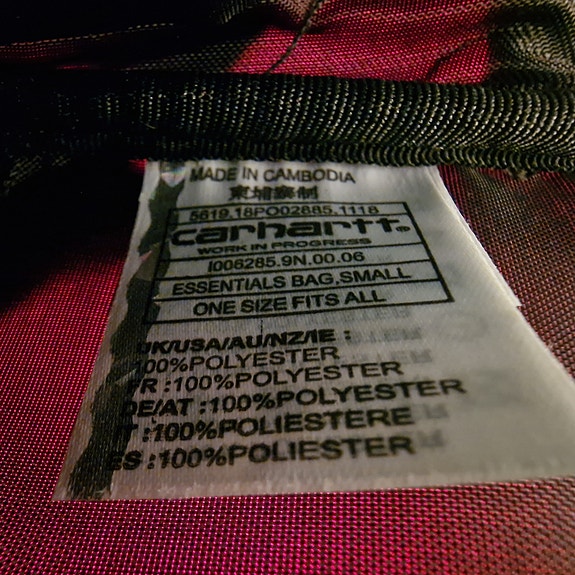 MADE IN CAMBODIA
柬埔寨制
5619.18PO02885.1118
carhartt.
WORK IN PROGRESS
I006285.9N.00.06
ESSENTIALS BAG,SMALL
ONE SIZE FITS ALL
UK/USA/AU/NZ/IE :
100%POLYESTER
FR :100%POLYESTER
DE/AT :100%POLYESTER
IT :100%POLIESTERE
ES :100%POLIESTER